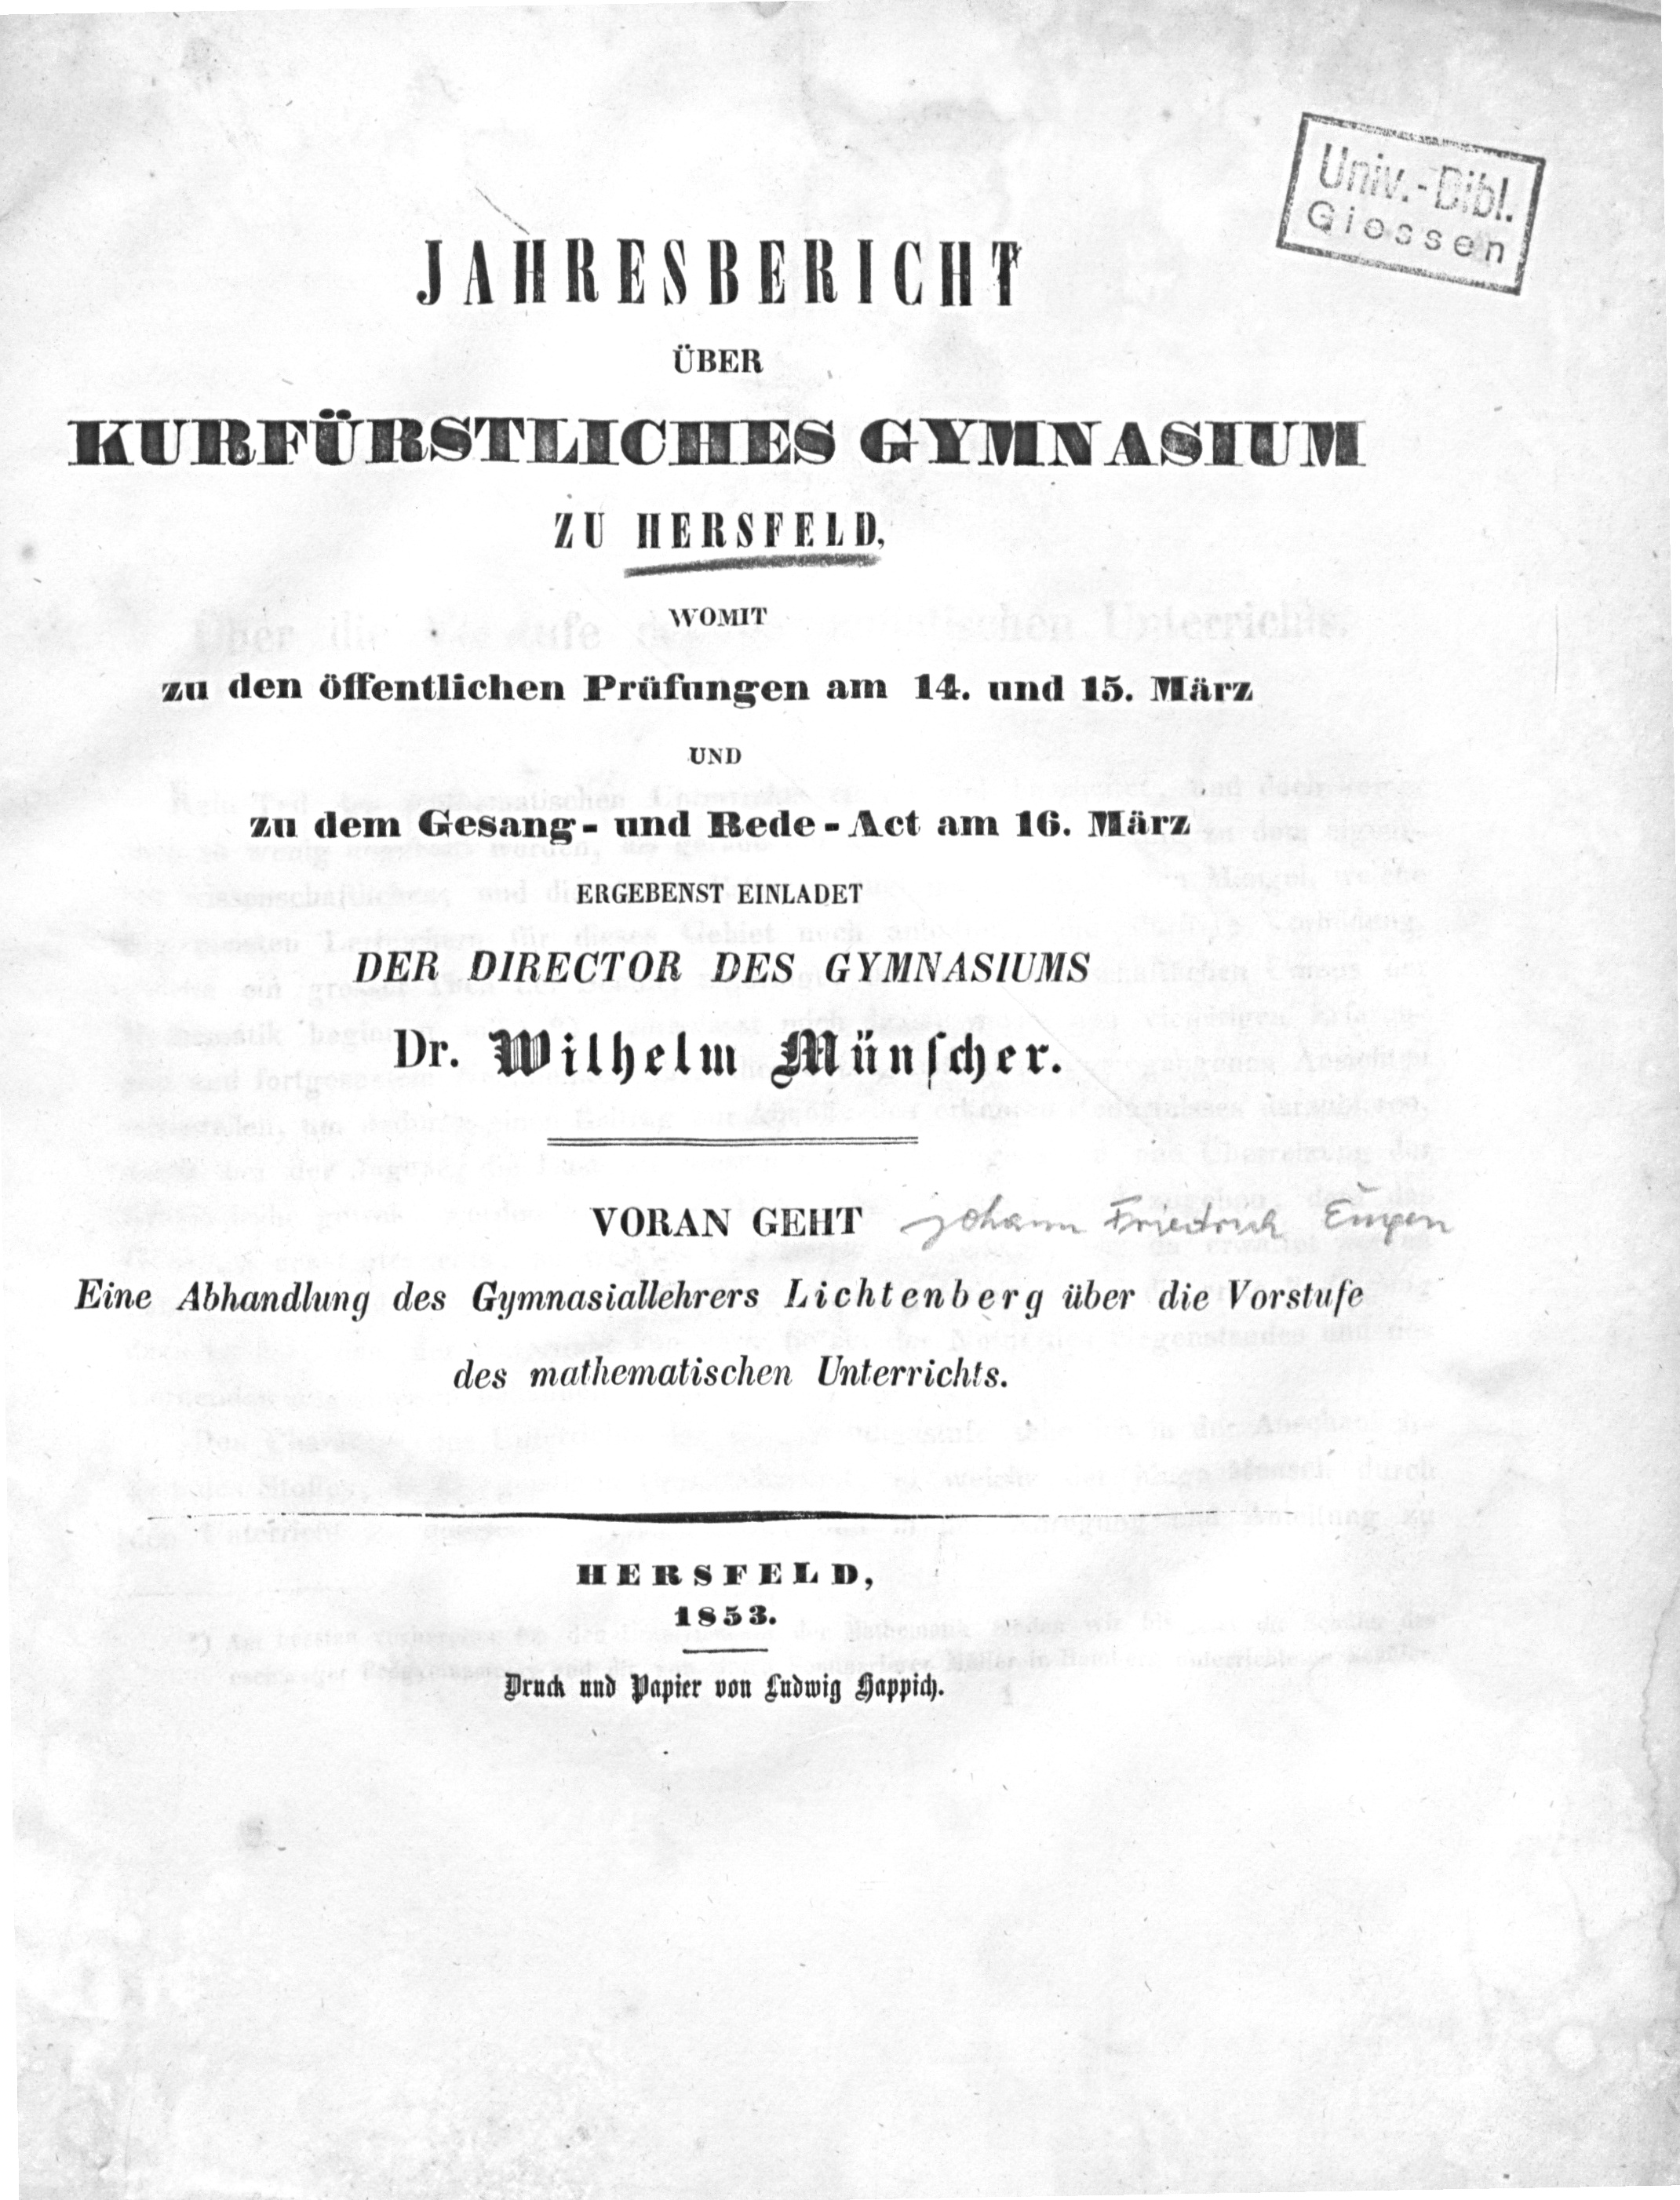 Univ.-Bibl.
Giessen
JAHRESBERICHT
ÜBER
KURFÜRSTLICHES GYMNASIUM
ZU HERSFELD,
WOMIT
zu den öffentlichen Prüfungen am 14. und 15. März
UND
zu dem Gesang- und Rede-Act am 16. März
ERGEBENST EINLADET
DER DIRECTOR DES GYMNASIUMS
Dr. Wilhelm Münſcher.
VORAN GEHT Johann Friedrich Eugen
Eine Abhandlung des Gymnasiallehrers Lichtenberg über die Vorstufe
des mathematischen Unterrichts.
HERSFELD,
1853.
Druck und Papier von Ludwig Happich.